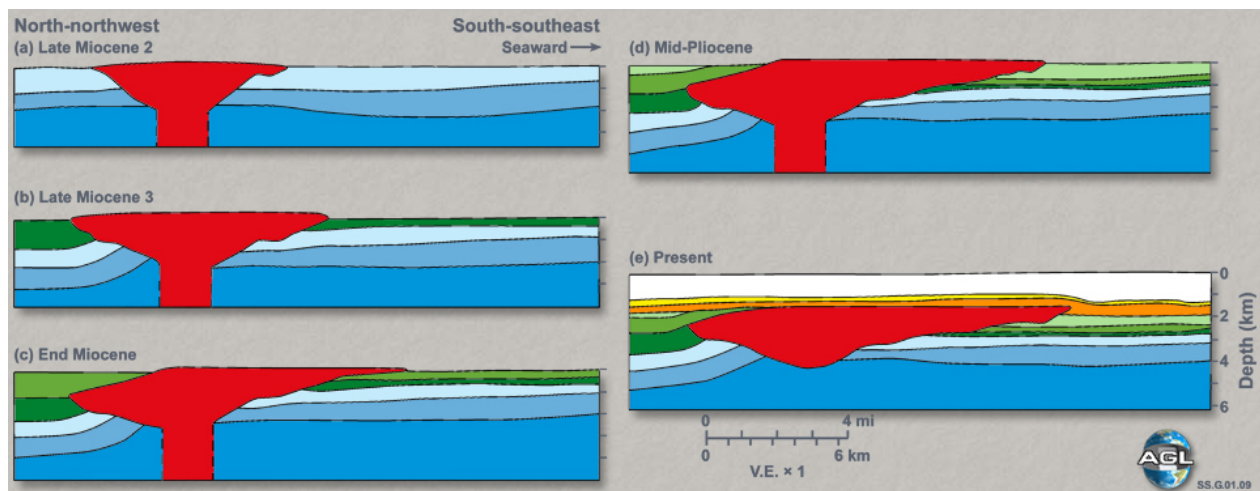 North-northwest
South-southeast
(a) Late Miocene 2
Seaward →
(b) Late Miocene 3
(c) End Miocene
(d) Mid-Pliocene
(e) Present
0
2
4
6
Depth (km)
0 4 mi
0 6 km
V.E. × 1
AGL
SS.G.01.09